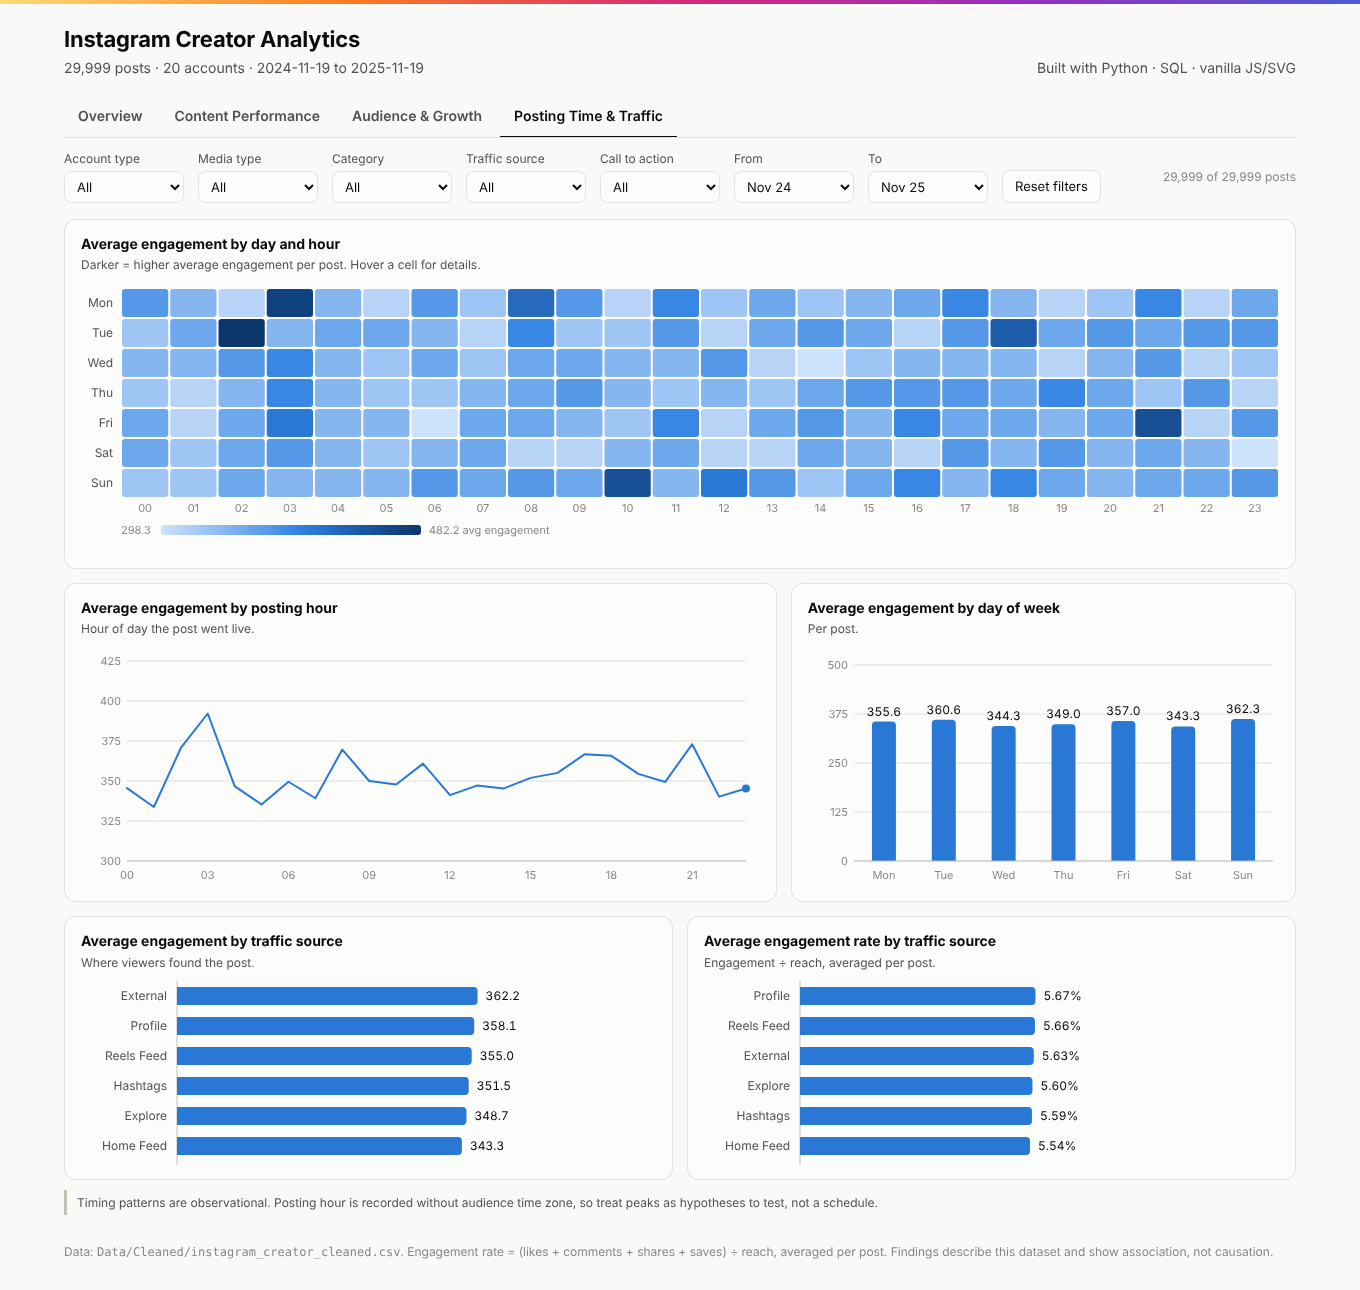 Instagram Creator Analytics
29,999 posts · 20 accounts · 2024-11-19 to 2025-11-19
Built with Python · SQL · vanilla JS/SVG
Overview Content Performance Audience & Growth Posting Time & Traffic
Account type Media type Category Traffic source Call to action From To
All All All All All Nov 24 Nov 25 Reset filters
29,999 of 29,999 posts
Average engagement by day and hour
Darker = higher average engagement per post. Hover a cell for details.
Mon
Tue
Wed
Thu
Fri
Sat
Sun
00 01 02 03 04 05 06 07 08 09 10 11 12 13 14 15 16 17 18 19 20 21 22 23
298.3 482.2 avg engagement
Average engagement by posting hour
Hour of day the post went live.
425
400
375
350
325
300
00 03 06 09 12 15 18 21
Average engagement by day of week
Per post.
500
375
250
125
0
355.6 360.6 344.3 349.0 357.0 343.3 362.3
Mon Tue Wed Thu Fri Sat Sun
Average engagement by traffic source
Where viewers found the post.
External 362.2
Profile 358.1
Reels Feed 355.0
Hashtags 351.5
Explore 348.7
Home Feed 343.3
Average engagement rate by traffic source
Engagement ÷ reach, averaged per post.
Profile 5.67%
Reels Feed 5.66%
External 5.63%
Explore 5.60%
Hashtags 5.59%
Home Feed 5.54%
Timing patterns are observational. Posting hour is recorded without audience time zone, so treat peaks as hypotheses to test, not a schedule.
Data: Data/Cleaned/instagram_creator_cleaned.csv. Engagement rate = (likes + comments + shares + saves) ÷ reach, averaged per post. Findings describe this dataset and show association, not causation.